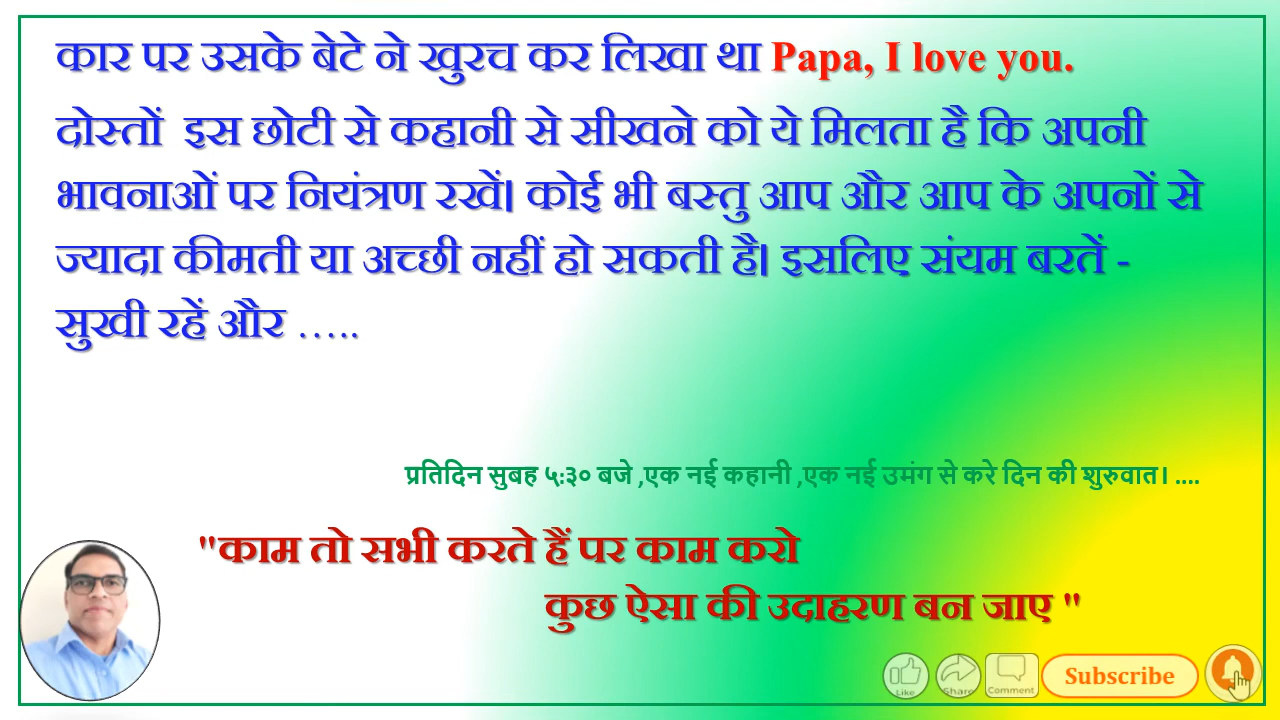 कार पर उसके बेटे ने खुरच कर लिखा था Papa, I love you.
दोस्तों इस छोटी से कहानी से सीखने को ये मिलता है कि अपनी
भावनाओं पर नियंत्रण रखें। कोई भी बस्तु आप और आप के अपनों से
ज्यादा कीमती या अच्छी नहीं हो सकती है। इसलिए संयम बरतें -
सुखी रहें और …..
प्रतिदिन सुबह ५:३० बजे ,एक नई कहानी ,एक नई उमंग से करे दिन की शुरुवात। ....
"काम तो सभी करते हैं पर काम करो
कुछ ऐसा की उदाहरण बन जाए "
Like Share Comment Subscribe